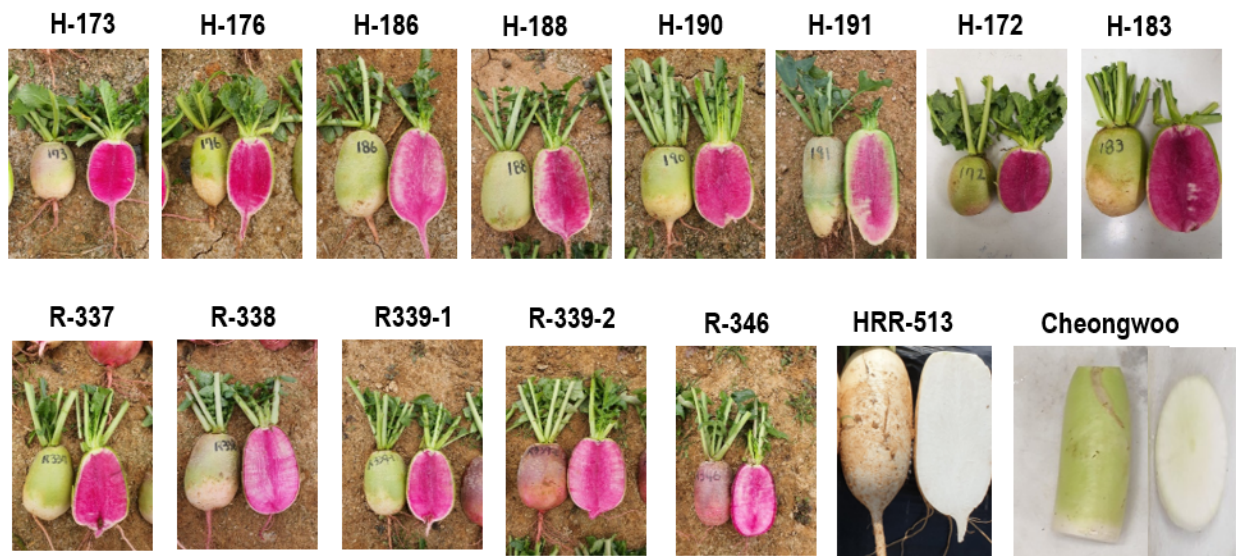 H-173 H-176 H-186 H-188 H-190 H-191 H-172 H-183
173 176 186 188 190 191 172 183
R-337 R-338 R339-1 R-339-2 R-346 HRR-513 Cheongwoo
346